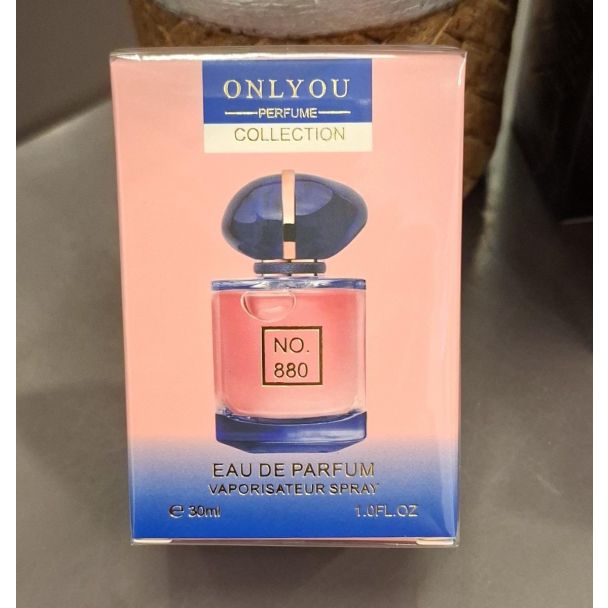 ONLYOU
PERFUME
COLLECTION
NO.
880
EAU DE PARFUM
VAPORISATEUR SPRAY
℮ 30ml 1.0FL.OZ